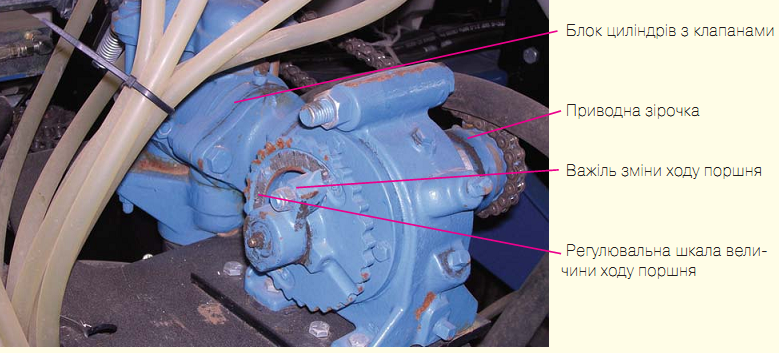 Блок циліндрів з клапанами
Приводна зірочка
Важіль зміни ходу поршня
Регулювальна шкала вели-
чини ходу поршня